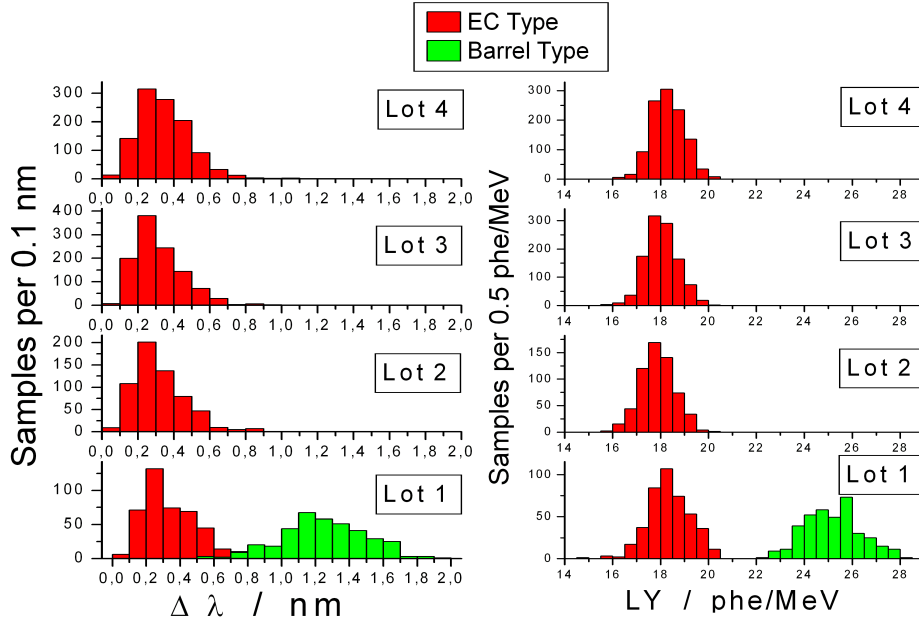 EC Type
Barrel Type
Samples per 0.1 nm
300
200
100
0
Lot 4
0,0 0,2 0,4 0,6 0,8 1,0 1,2 1,4 1,6 1,8 2,0
400
300
200
100
0
Lot 3
0,0 0,2 0,4 0,6 0,8 1,0 1,2 1,4 1,6 1,8 2,0
200
150
100
50
0
Lot 2
0,0 0,2 0,4 0,6 0,8 1,0 1,2 1,4 1,6 1,8 2,0
100
50
0
Lot 1
0,0 0,2 0,4 0,6 0,8 1,0 1,2 1,4 1,6 1,8 2,0
Δ λ / nm
Samples per 0.5 phe/MeV
300
200
100
0
Lot 4
14 16 18 20 22 24 26 28
300
200
100
0
Lot 3
14 16 18 20 22 24 26 28
150
100
50
0
Lot 2
14 16 18 20 22 24 26 28
100
50
0
Lot 1
14 16 18 20 22 24 26 28
LY / phe/MeV